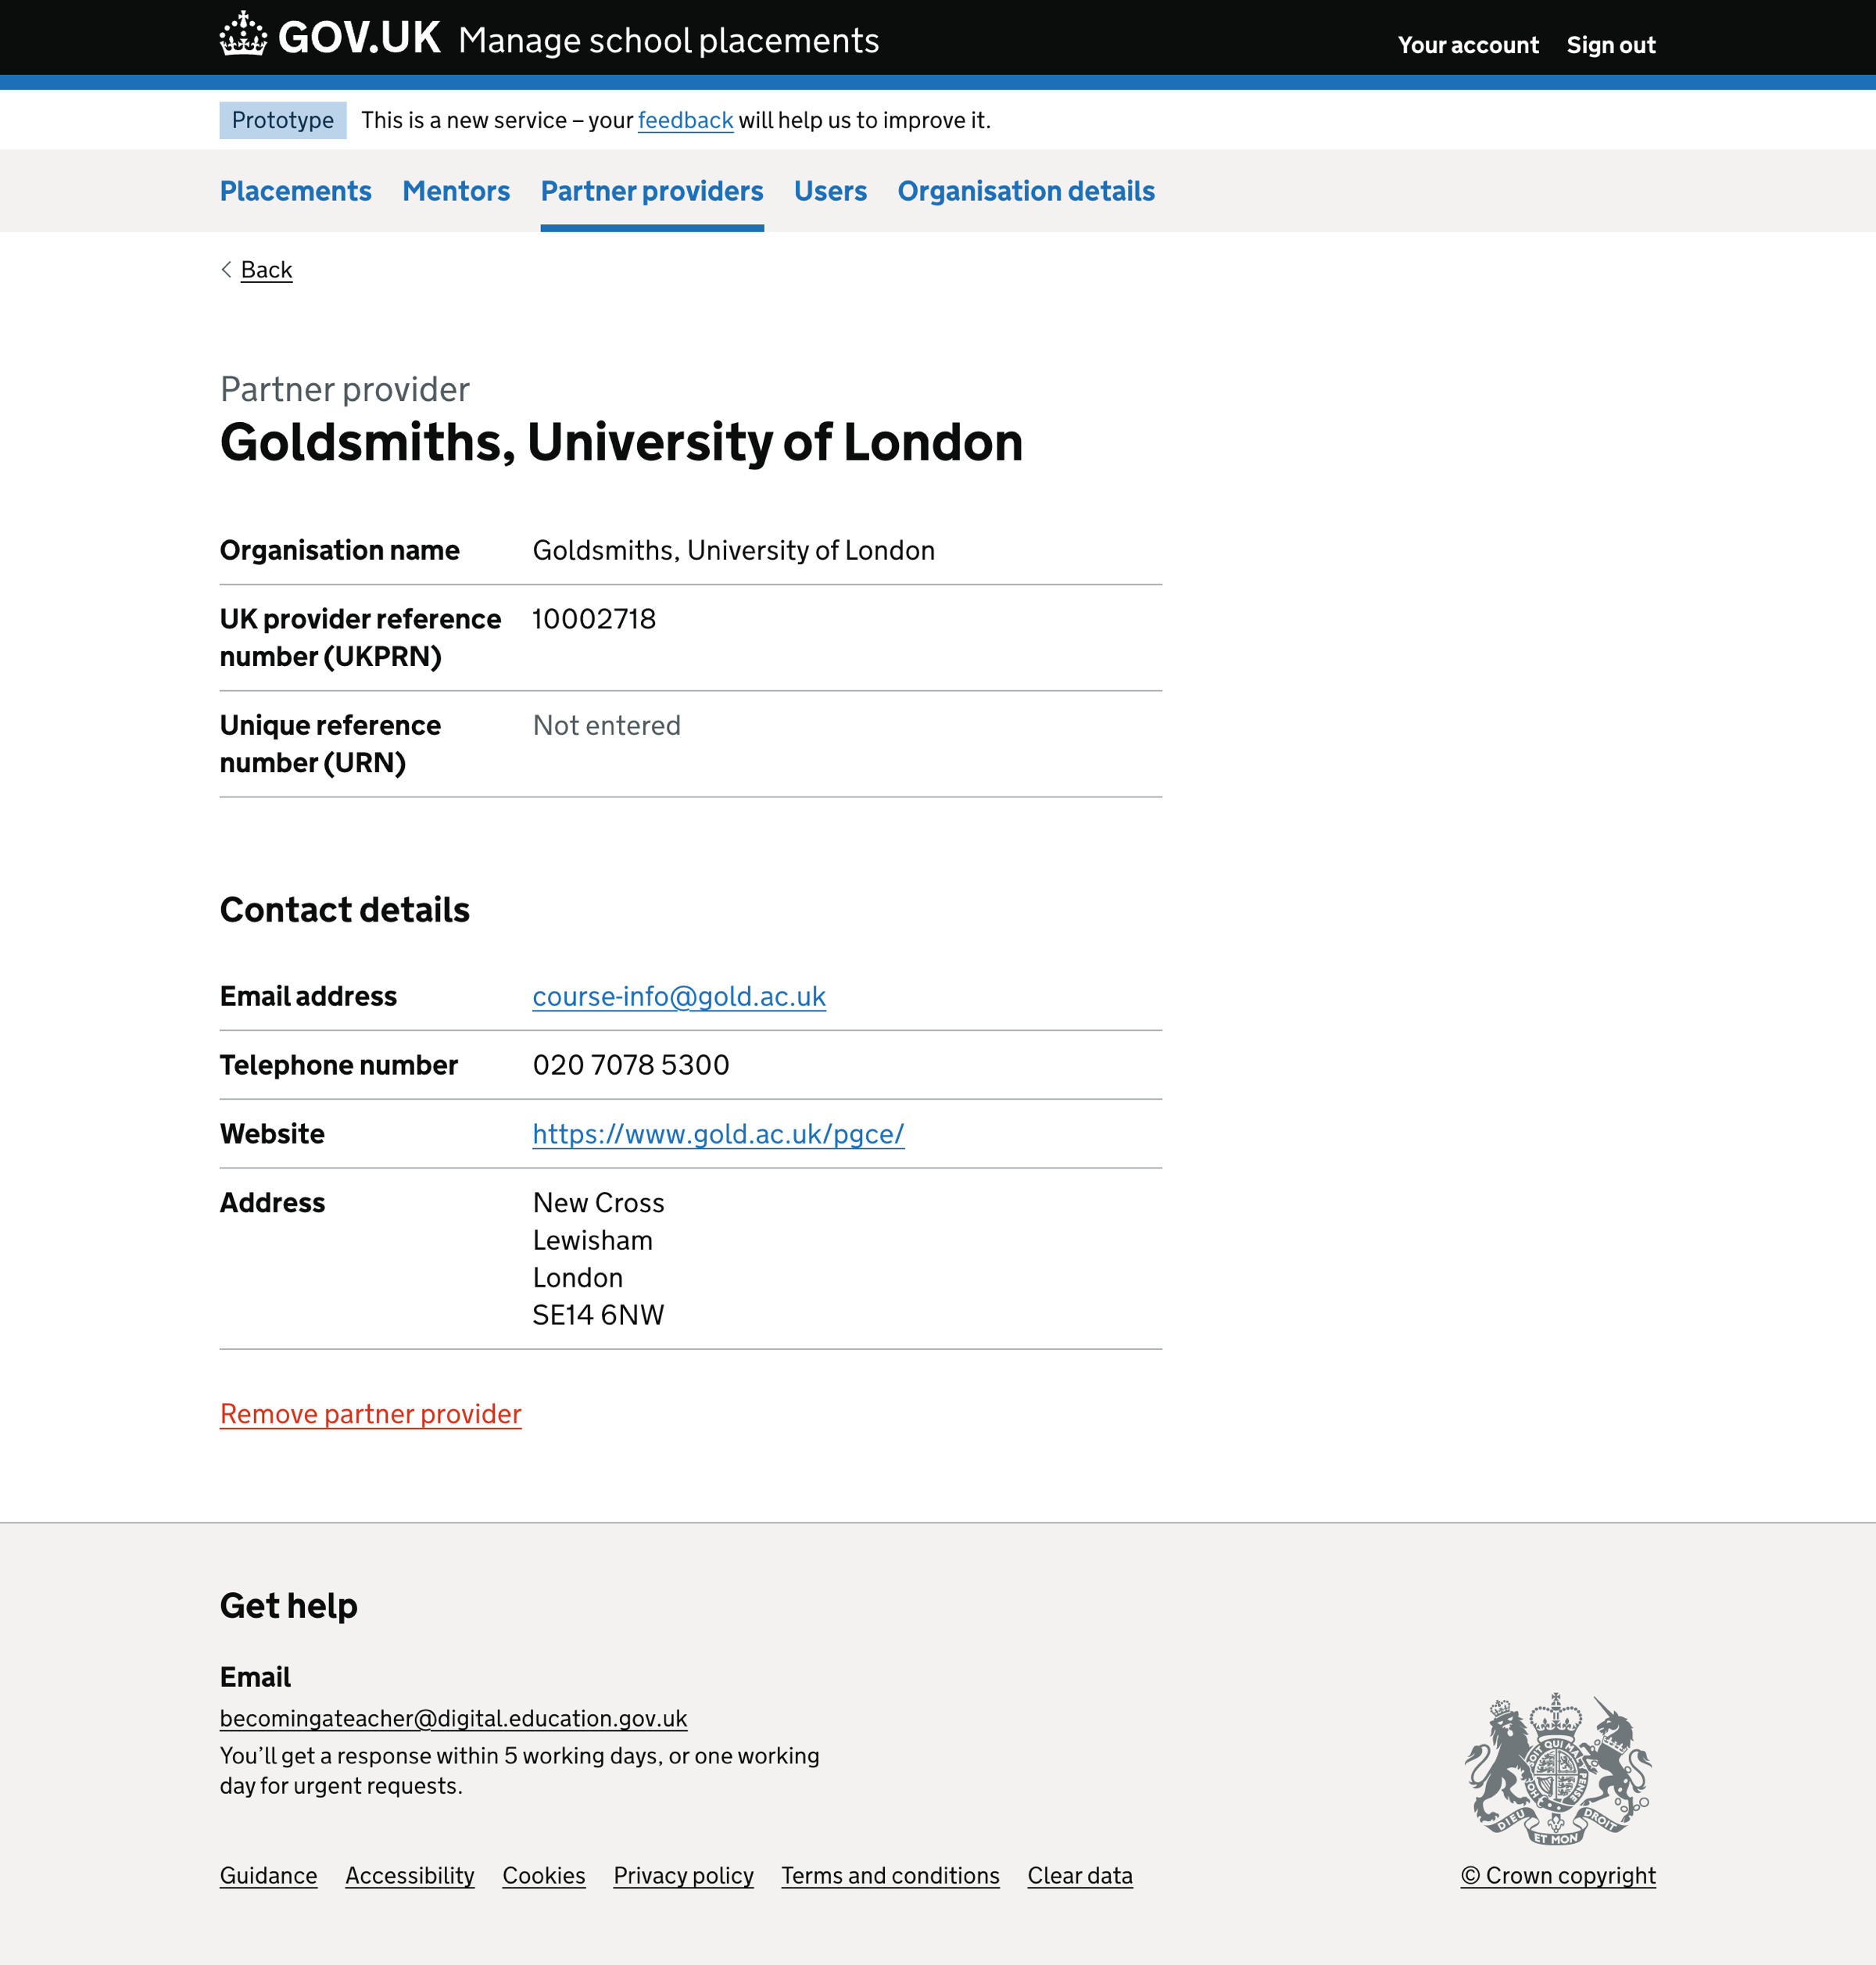 GOV.UK Manage school placements
Your account Sign out
Prototype This is a new service – your feedback will help us to improve it.
Placements Mentors Partner providers Users Organisation details
Back
Partner provider
Goldsmiths, University of London
Organisation name Goldsmiths, University of London
UK provider reference 10002718
number (UKPRN)
Unique reference Not entered
number (URN)
Contact details
Email address course-info@gold.ac.uk
Telephone number 020 7078 5300
Website https://www.gold.ac.uk/pgce/
Address New Cross
Lewisham
London
SE14 6NW
Remove partner provider
Get help
Email
becomingateacher@digital.education.gov.uk
You’ll get a response within 5 working days, or one working
day for urgent requests.
DIEU ET MON DROIT
Guidance Accessibility Cookies Privacy policy Terms and conditions Clear data
© Crown copyright